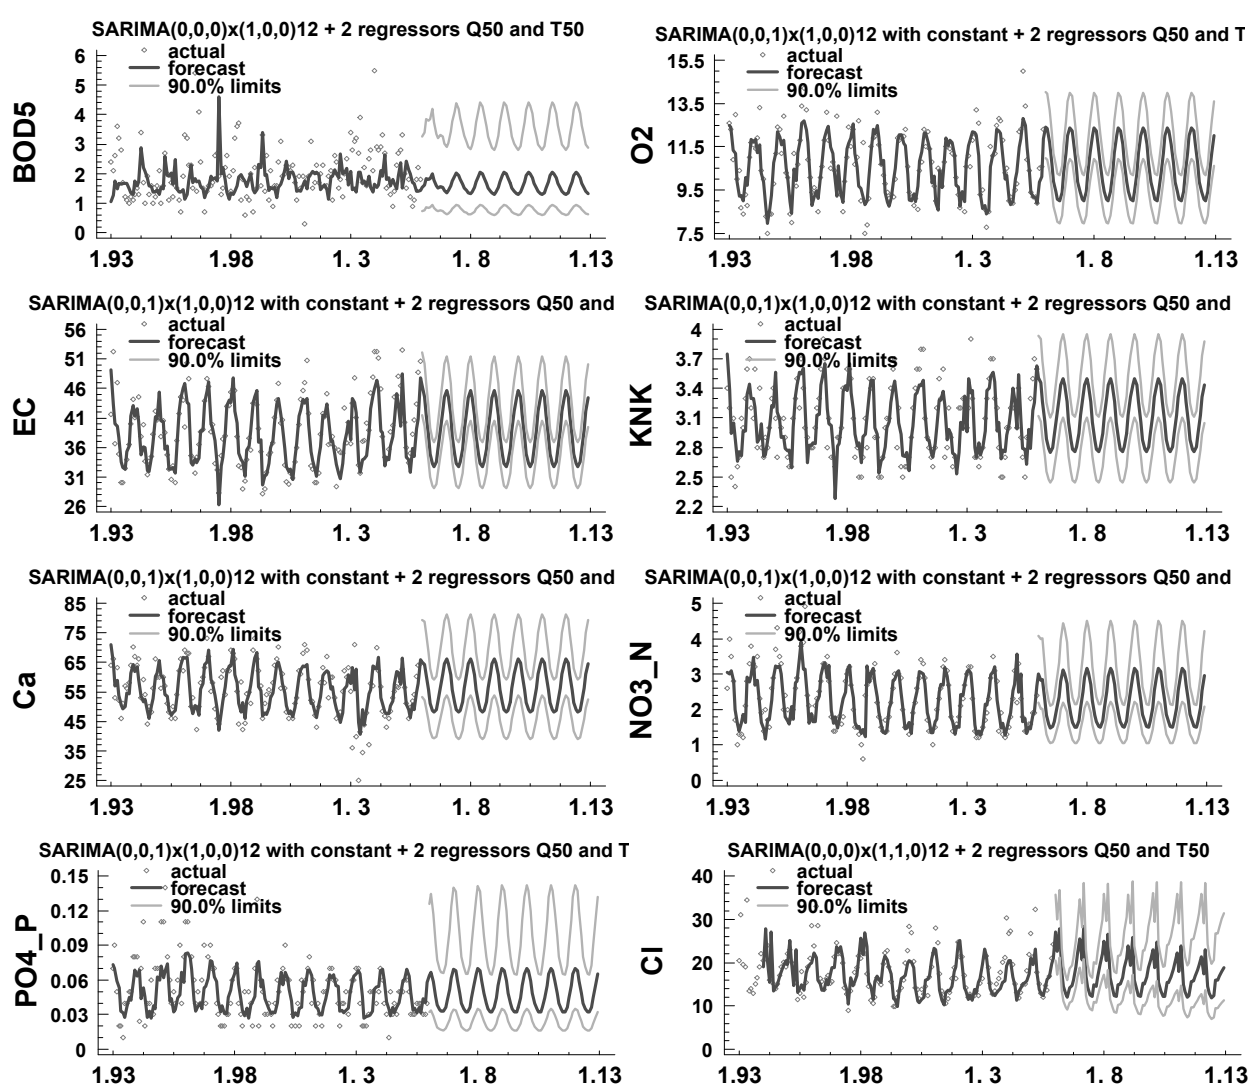 SARIMA(0,0,0)x(1,0,0)12 + 2 regressors Q50 and T50
actual
forecast
90.0% limits
BOD5
6
5
4
3
2
1
0
1.93
1.98
1. 3
1. 8
1.13
SARIMA(0,0,1)x(1,0,0)12 with constant + 2 regressors Q50 and T
actual
forecast
90.0% limits
O2
15.5
13.5
11.5
9.5
7.5
1.93
1.98
1. 3
1. 8
1.13
SARIMA(0,0,1)x(1,0,0)12 with constant + 2 regressors Q50 and
actual
forecast
90.0% limits
EC
56
51
46
41
36
31
26
1.93
1.98
1. 3
1. 8
1.13
SARIMA(0,0,1)x(1,0,0)12 with constant + 2 regressors Q50 and
actual
forecast
90.0% limits
KNK
4
3.7
3.4
3.1
2.8
2.5
2.2
1.93
1.98
1. 3
1. 8
1.13
SARIMA(0,0,1)x(1,0,0)12 with constant + 2 regressors Q50 and
actual
forecast
90.0% limits
Ca
85
75
65
55
45
35
25
1.93
1.98
1. 3
1. 8
1.13
SARIMA(0,0,1)x(1,0,0)12 with constant + 2 regressors Q50 and
actual
forecast
90.0% limits
NO3_N
5
4
3
2
1
0
1.93
1.98
1. 3
1. 8
1.13
SARIMA(0,0,1)x(1,0,0)12 with constant + 2 regressors Q50 and T
actual
forecast
90.0% limits
PO4_P
0.15
0.12
0.09
0.06
0.03
0
1.93
1.98
1. 3
1. 8
1.13
SARIMA(0,0,0)x(1,1,0)12 + 2 regressors Q50 and T50
actual
forecast
90.0% limits
Cl
40
30
20
10
0
1.93
1.98
1. 3
1. 8
1.13